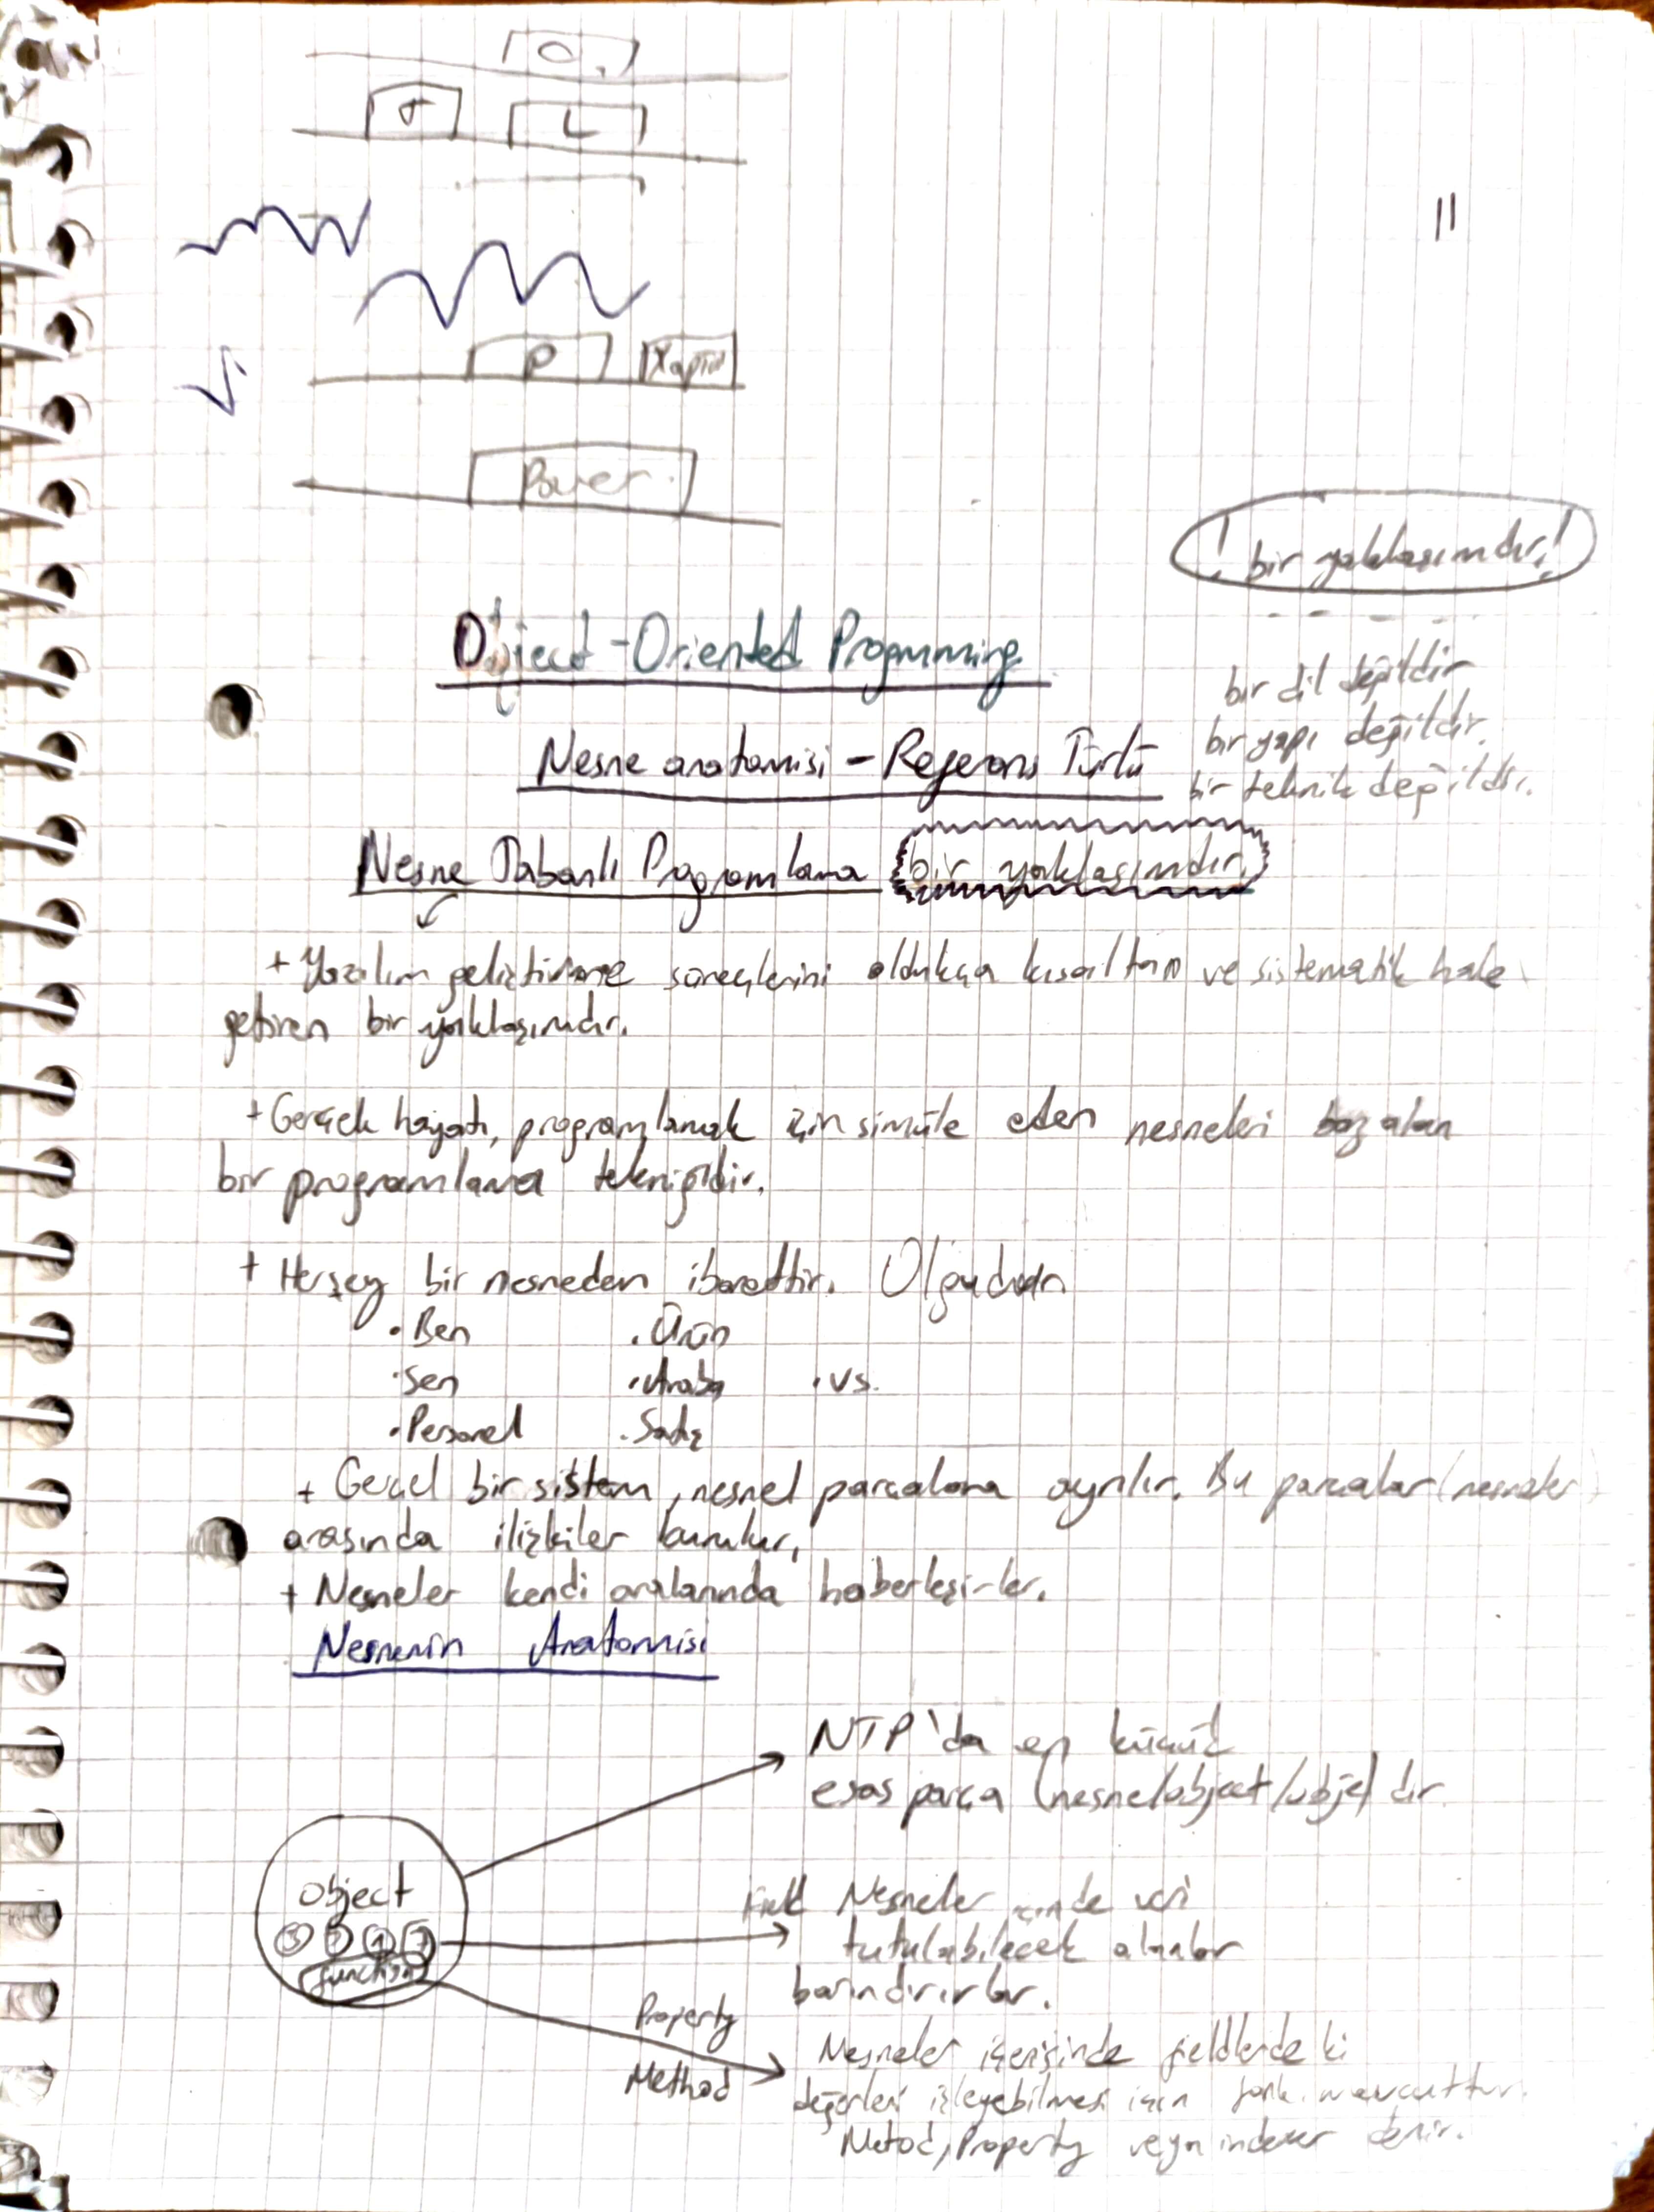 O.
T L
11
P
Power
! bir yaklaşımdır!
Object-Oriented Programming
bir dil değildir
bir yapı değildir.
bir teknik değildir.
Nesne anatomisi - Referans Türlü
Nesne Tabanlı Programlama bir yaklaşımdır.
+ Yazılım geliştirme süreçlerini oldukça kısaltan ve sistematik hale
getiren bir yaklaşımdır.
+ Gerçek hayatı, programlamak için simüle eden nesneleri baz alan
bir programlama tekniğidir.
+ Herşey bir nesneden ibarettir. Olgudur
• Ben • Ürün
• Sen • Araba • vs.
• Personel • Satış
+ Genel bir sistem, nesnel parçalara ayrılır. Bu parçalar (nesneler)
arasında ilişkiler kurulur,
+ Nesneler kendi aralarında haberleşirler.
Nesnenin Anatomisi
NTP'da en küçük
esas parça (nesne/object/obje) dir.
Object
function
Field Nesneler içinde veri
tutulabilecek alanlar
barındırırlar.
Property
Method
Nesneler içerisinde fieldlerde ki
değerleri işleyebilmesi için fonk. mevcuttur.
Metod, Property veya indexer denir.